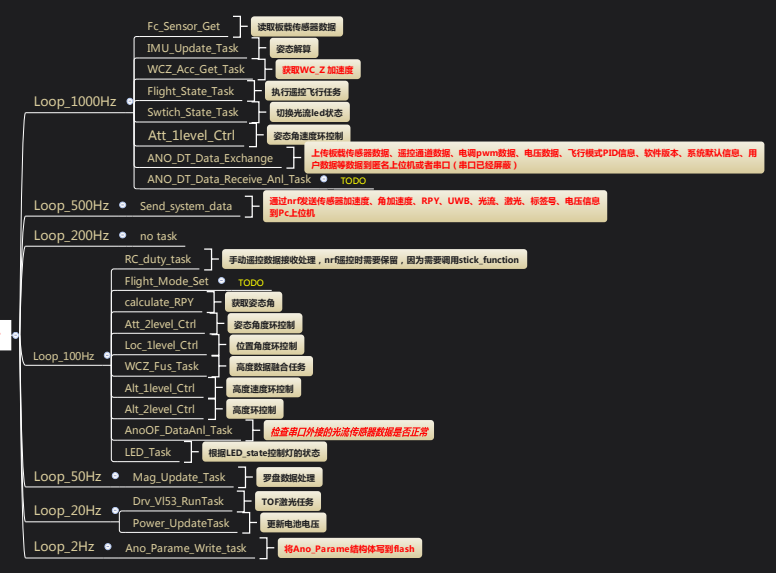 Fc_Sensor_Get 读取板载传感器数据
IMU_Update_Task 姿态解算
WCZ_Acc_Get_Task 获取WC_Z 加速度
Loop_1000Hz
Flight_State_Task 执行遥控飞行任务
Swtich_State_Task 切换光流led状态
Att_1level_Ctrl 姿态角速度环控制
ANO_DT_Data_Exchange
上传板载传感器数据、遥控通道数据、电调pwm数据、电压数据、飞行模式PID信息、软件版本、系统默认信息、用
户数据等数据到匿名上位机或者串口（串口已经屏蔽）
ANO_DT_Data_Receive_Anl_Task TODO
Loop_500Hz Send_system_data
通过nrf发送传感器加速度、角加速度、RPY、UWB、光流、激光、标签号、电压信息
到Pc上位机
Loop_200Hz no task
RC_duty_task 手动遥控数据接收处理，nrf遥控时需要保留，因为需要调用stick_function
Flight_Mode_Set TODO
calculate_RPY 获取姿态角
Att_2level_Ctrl 姿态角度环控制
Loc_1level_Ctrl 位置角度环控制
Loop_100Hz
WCZ_Fus_Task 高度数据融合任务
Alt_1level_Ctrl 高度速度环控制
Alt_2level_Ctrl 高度环控制
AnoOF_DataAnl_Task 检查串口外接的光流传感器数据是否正常
LED_Task 根据LED_state控制灯的状态
Loop_50Hz Mag_Update_Task 罗盘数据处理
Loop_20Hz
Drv_Vl53_RunTask TOF激光任务
Power_UpdateTask 更新电池电压
Loop_2Hz Ano_Parame_Write_task 将Ano_Parame结构体写到flash